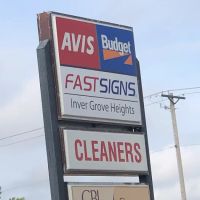 AVIS Budget
FASTSIGNS
Inver Grove Heights
CLEANERS